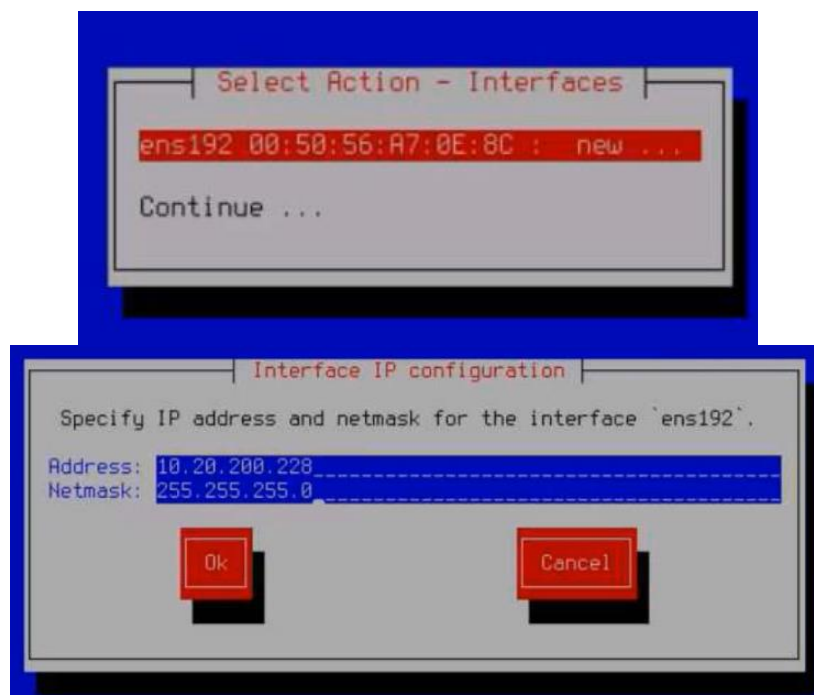 Select Action - Interfaces
ens192 00:50:56:A7:0E:8C : new ...
Continue ...
Interface IP configuration
Specify IP address and netmask for the interface `ens192`.
Address: 10.20.200.228
Netmask: 255.255.255.0
Ok Cancel